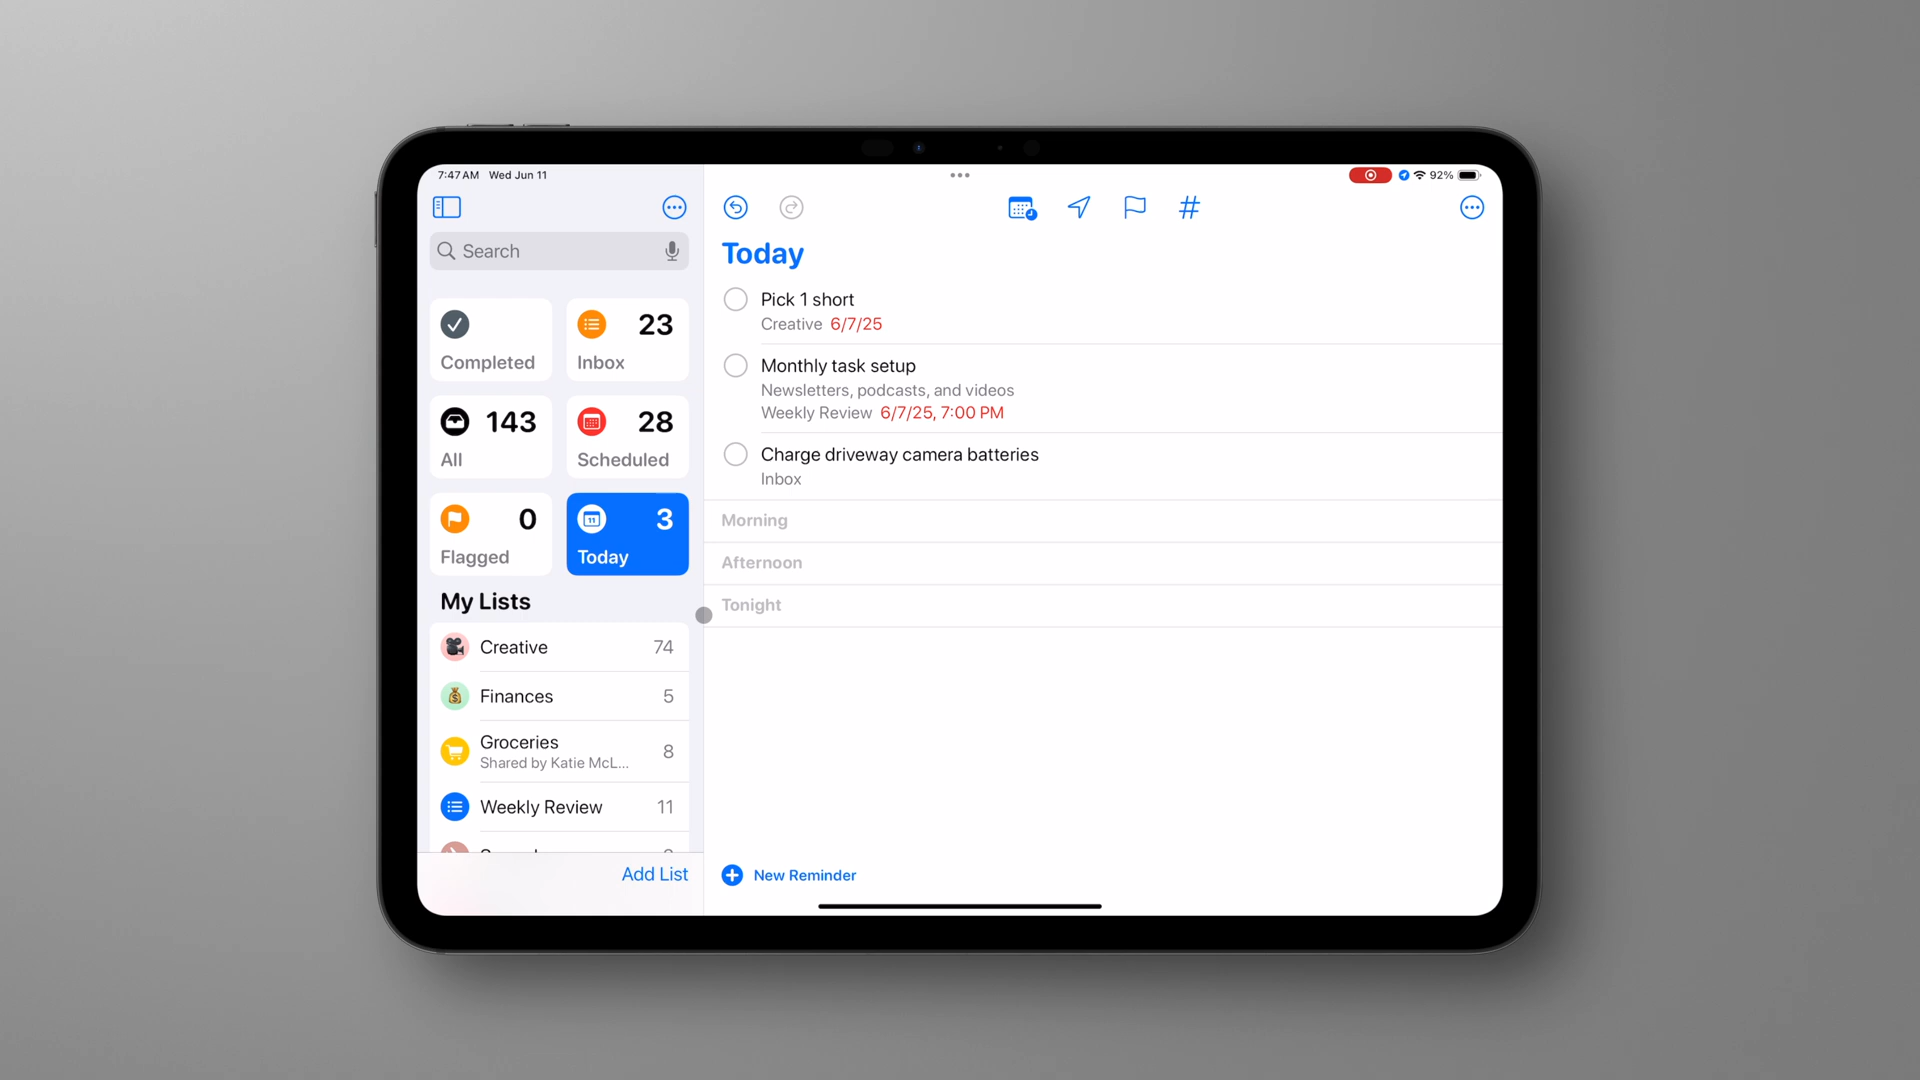 7:47 AM Wed Jun 11
92%
Search
Completed
23
Inbox
143
All
28
Scheduled
0
Flagged
11
3
Today
My Lists
Creative 74
Finances 5
Groceries
Shared by Katie McL...
8
Weekly Review 11
Add List
Today
Pick 1 short
Creative 6/7/25
Monthly task setup
Newsletters, podcasts, and videos
Weekly Review 6/7/25, 7:00 PM
Charge driveway camera batteries
Inbox
Morning
Afternoon
Tonight
New Reminder